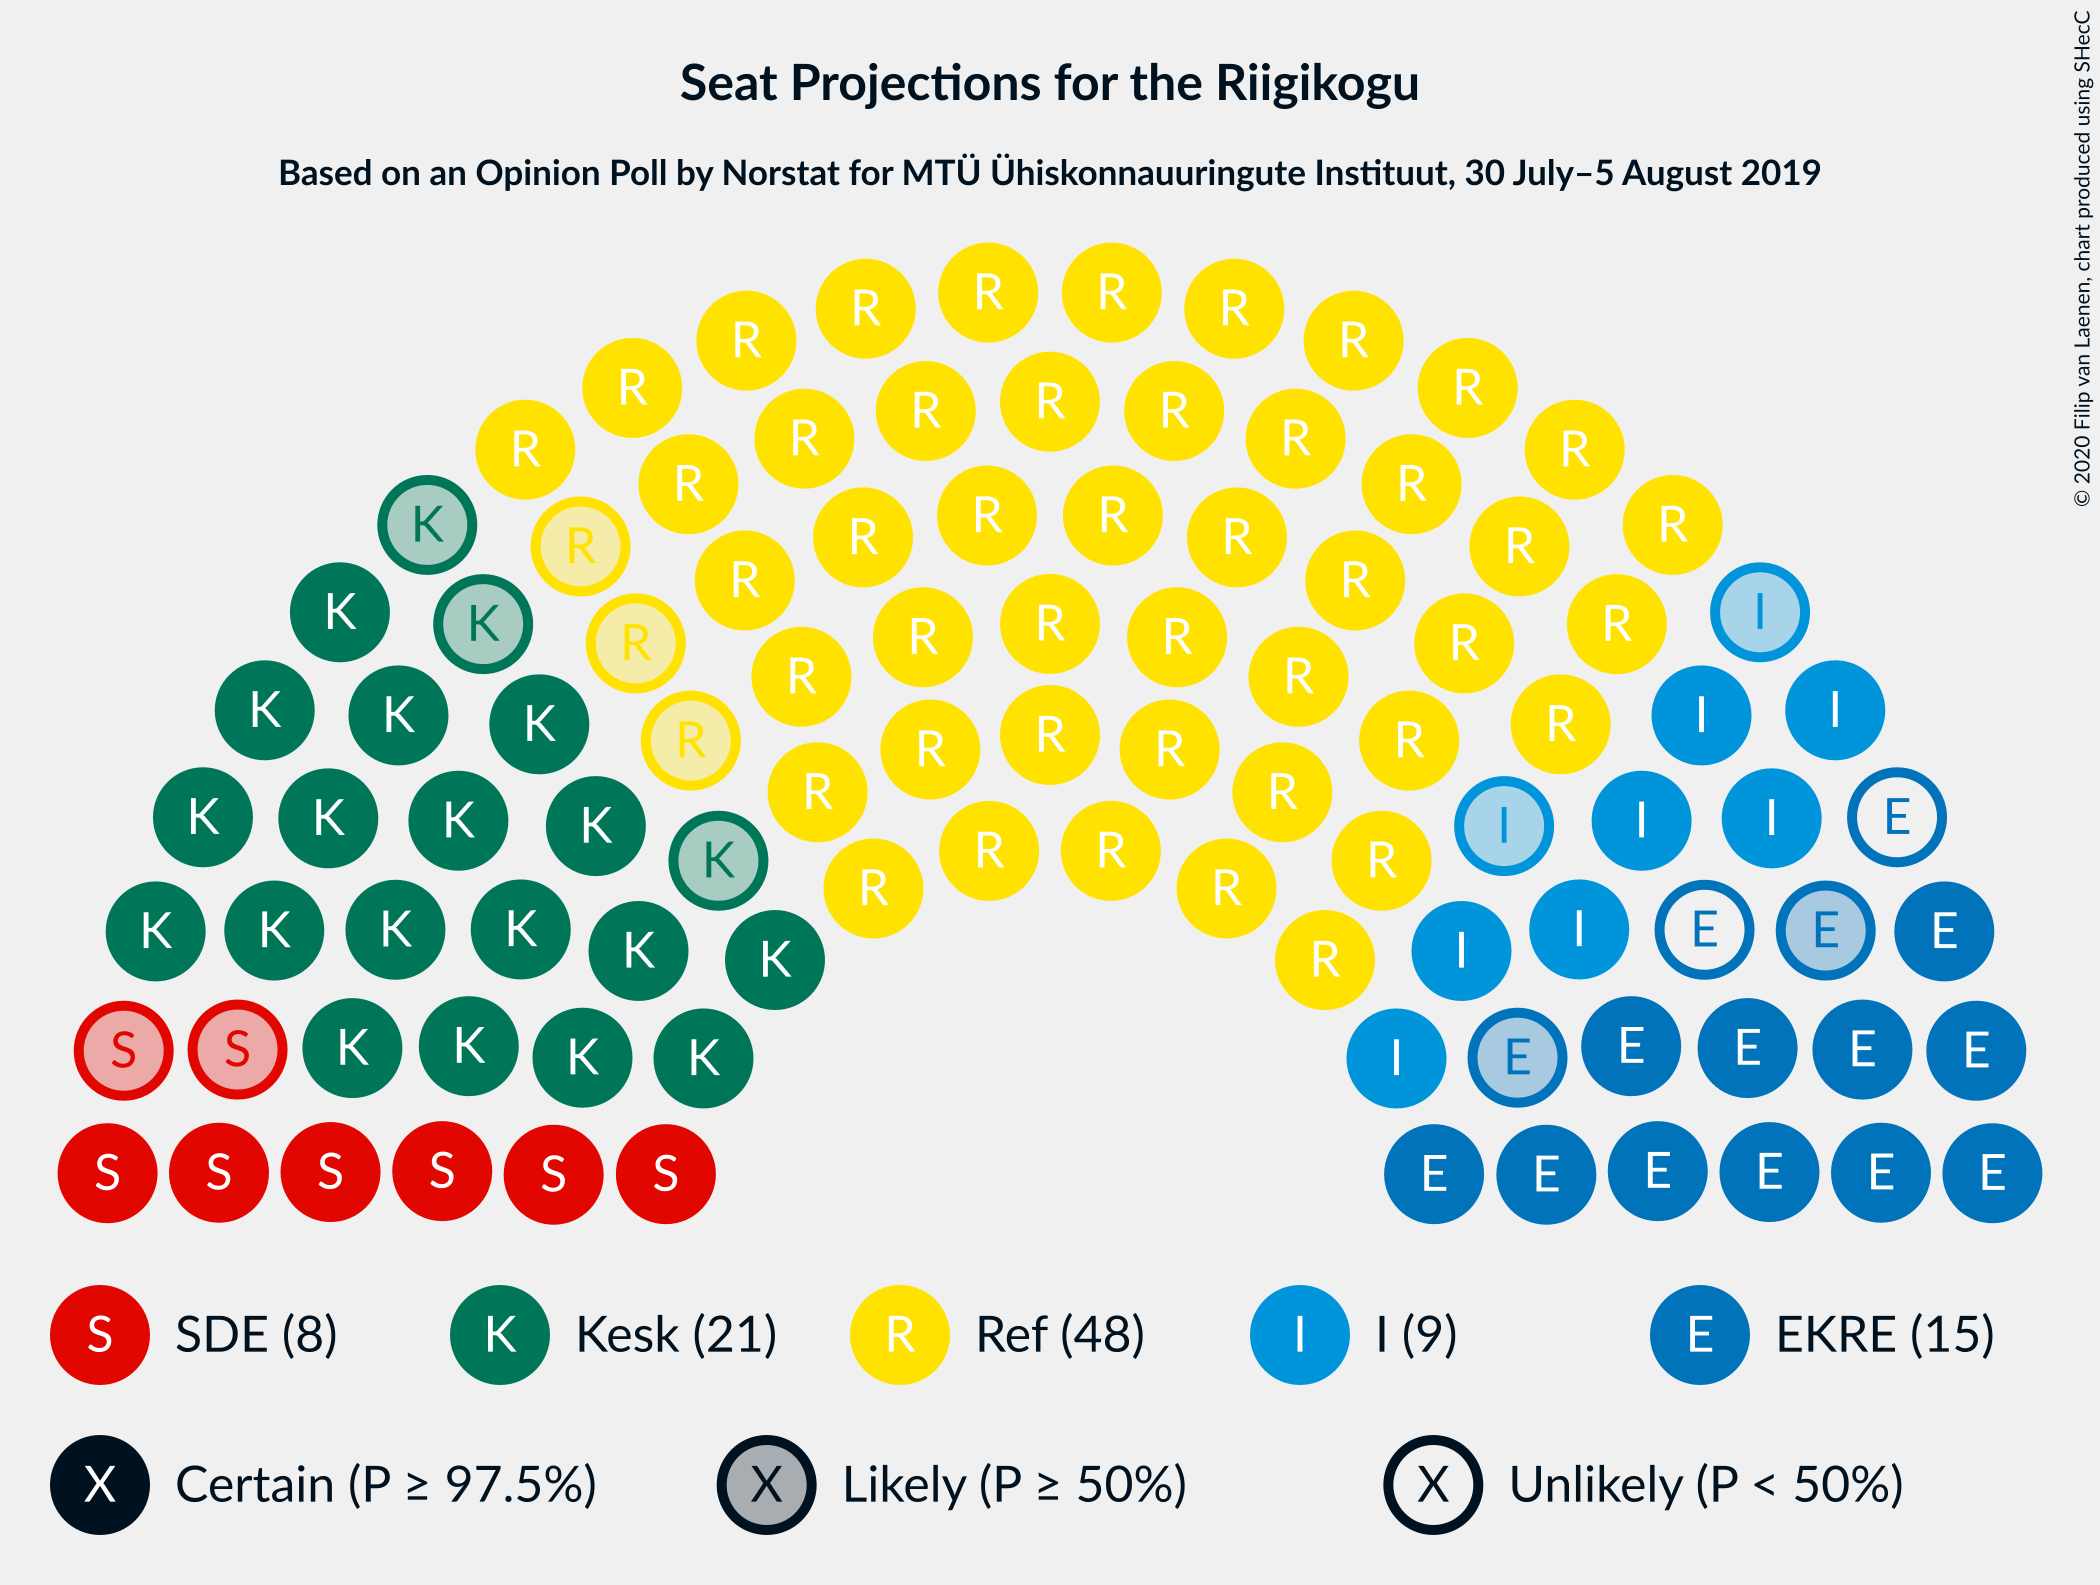 © 2020 Filip van Laenen, chart produced using SHecC
Seat Projections for the Riigikogu
Based on an Opinion Poll by Norstat for MTÜ Ühiskonnauuringute Instituut, 30 July–5 August 2019
R R
R R
R R
R R
R
R R
R R
R R
R R
R R
K R
R R
R R
R R
K I
K R R
R R
R R
R R
K I
K I
K R
R
R R
R R
R R
K K I E
K I
K I
R R
K R
R R
K K K K I E E E
K I
K R
S S K K K K I E E E E E
S S S S S S E E E E E E
S SDE (8) K Kesk (21) R Ref (48) I I (9) E EKRE (15)
X Certain (P ≥ 97.5%) X Likely (P ≥ 50%) X Unlikely (P < 50%)